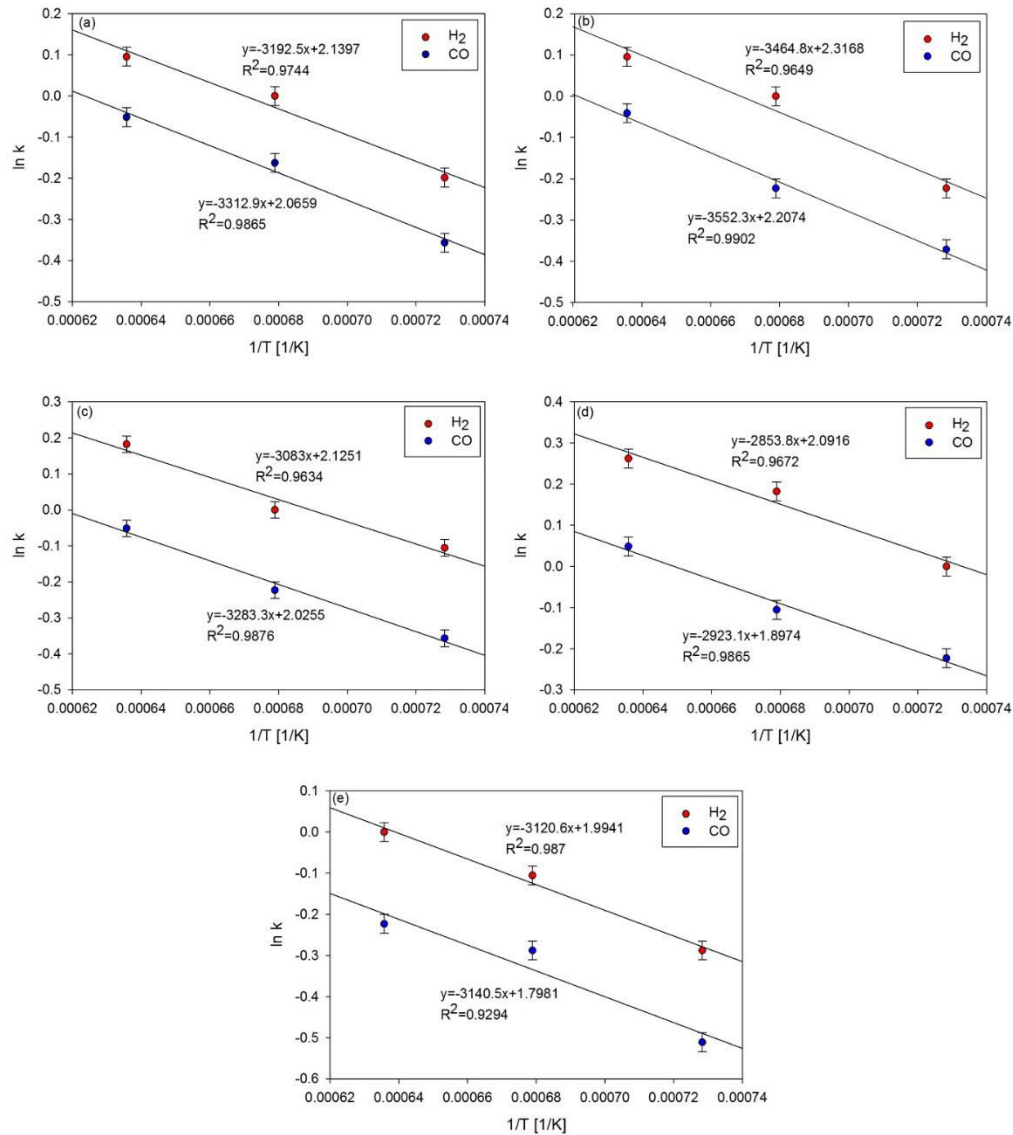 (a)
H2
CO
y=-3192.5x+2.1397
R2=0.9744
y=-3312.9x+2.0659
R2=0.9865
0.2
0.1
0.0
-0.1
-0.2
-0.3
-0.4
-0.5
ln k
0.00062 0.00064 0.00066 0.00068 0.00070 0.00072 0.00074
1/T [1/K]
(b)
H2
CO
y=-3464.8x+2.3168
R2=0.9649
y=-3552.3x+2.2074
R2=0.9902
0.2
0.1
0.0
-0.1
-0.2
-0.3
-0.4
-0.5
ln k
0.00062 0.00064 0.00066 0.00068 0.00070 0.00072 0.00074
1/T [1/K]
(c)
H2
CO
y=-3083x+2.1251
R2=0.9634
y=-3283.3x+2.0255
R2=0.9876
0.3
0.2
0.1
0.0
-0.1
-0.2
-0.3
-0.4
-0.5
ln k
0.00062 0.00064 0.00066 0.00068 0.00070 0.00072 0.00074
1/T [1/K]
(d)
H2
CO
y=-2853.8x+2.0916
R2=0.9672
y=-2923.1x+1.8974
R2=0.9865
0.4
0.3
0.2
0.1
0.0
-0.1
-0.2
-0.3
ln k
0.00062 0.00064 0.00066 0.00068 0.00070 0.00072 0.00074
1/T [1/K]
(e)
H2
CO
y=-3120.6x+1.9941
R2=0.987
y=-3140.5x+1.7981
R2=0.9294
0.1
0.0
-0.1
-0.2
-0.3
-0.4
-0.5
-0.6
ln k
0.00062 0.00064 0.00066 0.00068 0.00070 0.00072 0.00074
1/T [1/K]